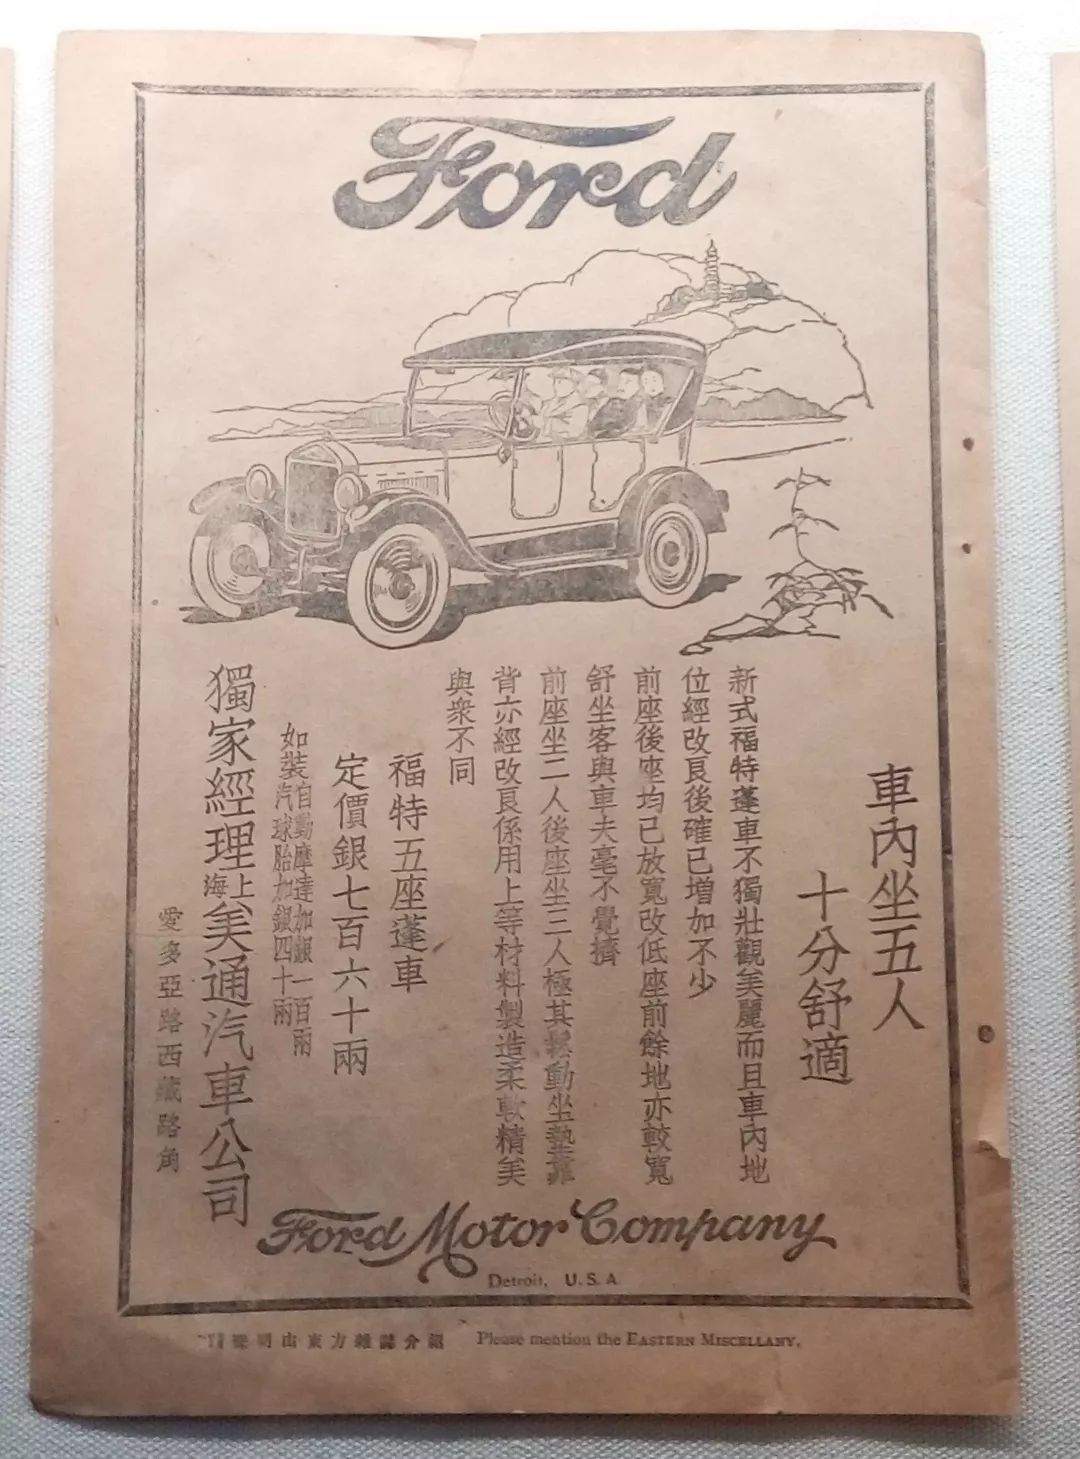 Ford
車內坐五人
十分舒適
新式福特蓬車不獨壯觀美麗而且車內地
位經改良後確已增加不少
前座後座均已放寬改低座前餘地亦較寬
舒坐客與車夫毫不覺擠
前座坐二人後座坐三人極其鬆動坐墊靠
背亦經改良係用上等材料製造柔軟精美
與衆不同
福特五座蓬車
定價銀七百六十兩
如裝自動摩達加銀一百兩
汽球胎加銀四十兩
獨家經理上海美通汽車公司
愛多亞路西藏路角
Ford Motor Company
Detroit, U.S.A
聲明由東方雜誌介紹 Please mention the EASTERN MISCELLANY.